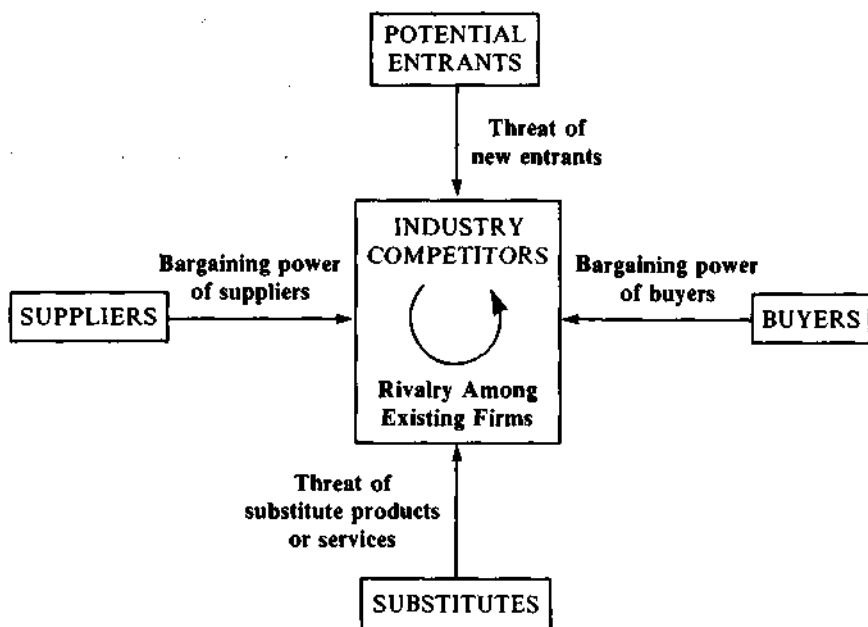 POTENTIAL
ENTRANTS
Threat of
new entrants
INDUSTRY
COMPETITORS
Bargaining power
of suppliers
Bargaining power
of buyers
SUPPLIERS
BUYERS
Rivalry Among
Existing Firms
Threat of
substitute products
or services
SUBSTITUTES